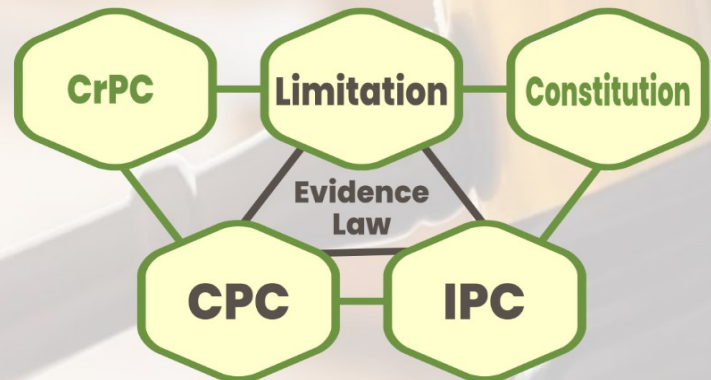 CrPC
Limitation
Constitution
Evidence
Law
CPC
IPC